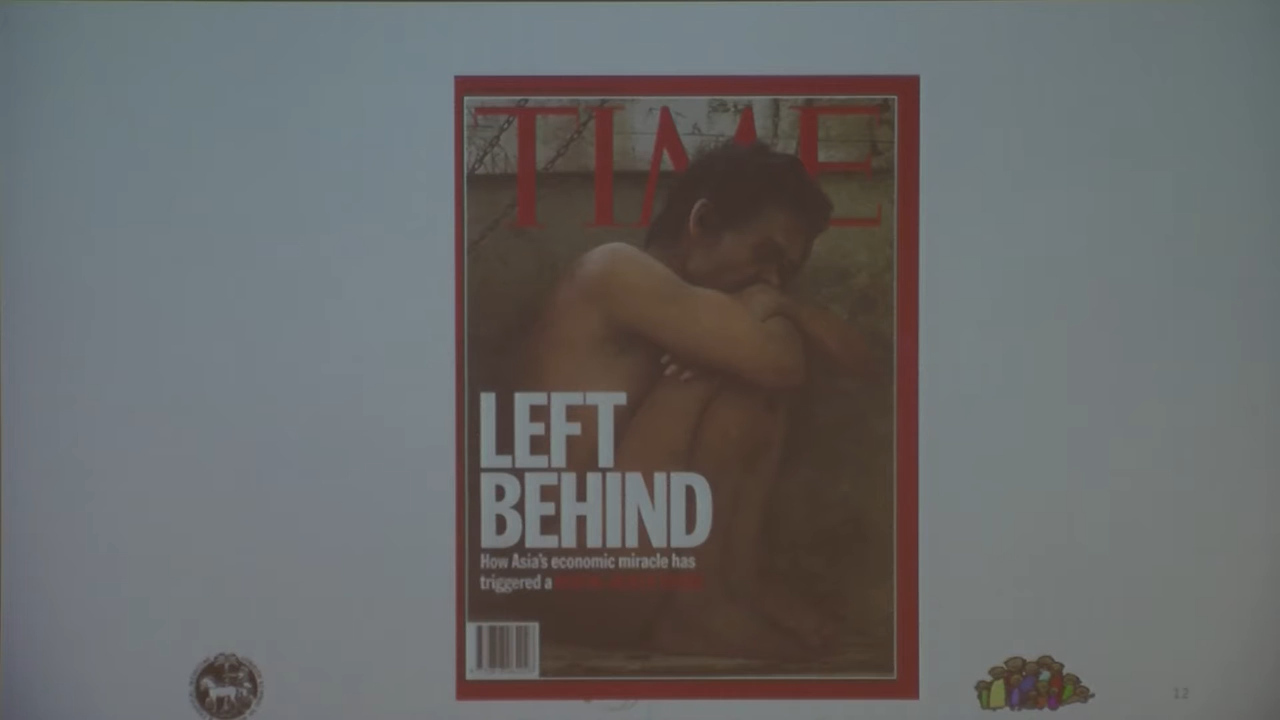 TIME
LEFT
BEHIND
How Asia's economic miracle has
triggered a
12